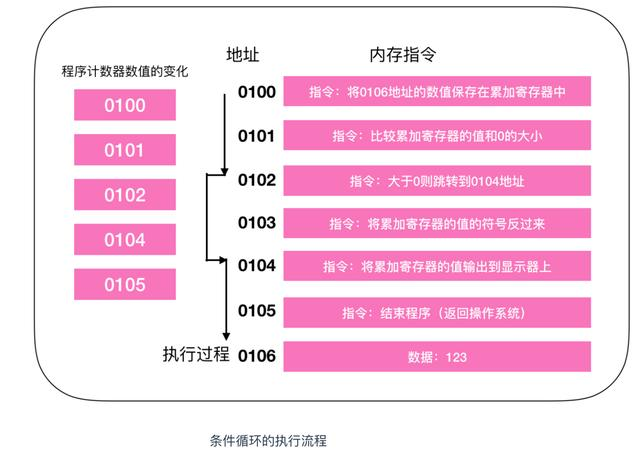 地址 内存指令
程序计数器数值的变化
0100 0100 指令：将0106地址的数值保存在累加寄存器中
0101 0101 指令：比较累加寄存器的值和0的大小
0102 0102 指令：大于0则跳转到0104地址
0103 指令：将累加寄存器的值的符号反过来
0104 0104 指令：将累加寄存器的值输出到显示器上
0105 0105 指令：结束程序（返回操作系统）
执行过程 0106 数据：123
条件循环的执行流程